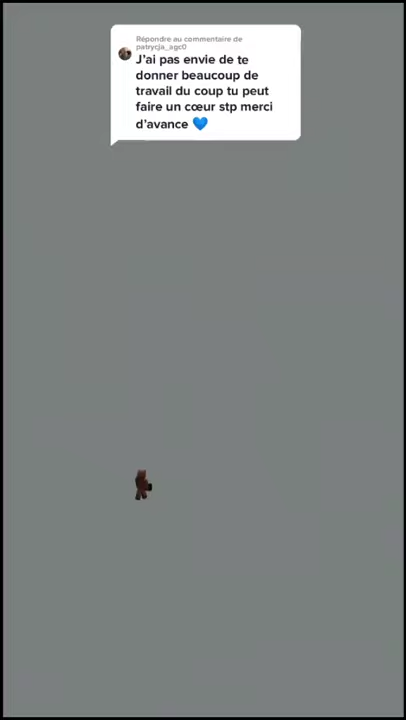 Répondre au commentaire de
patrycja_agc0
J'ai pas envie de te
donner beaucoup de
travail du coup tu peut
faire un cœur stp merci
d'avance 💙